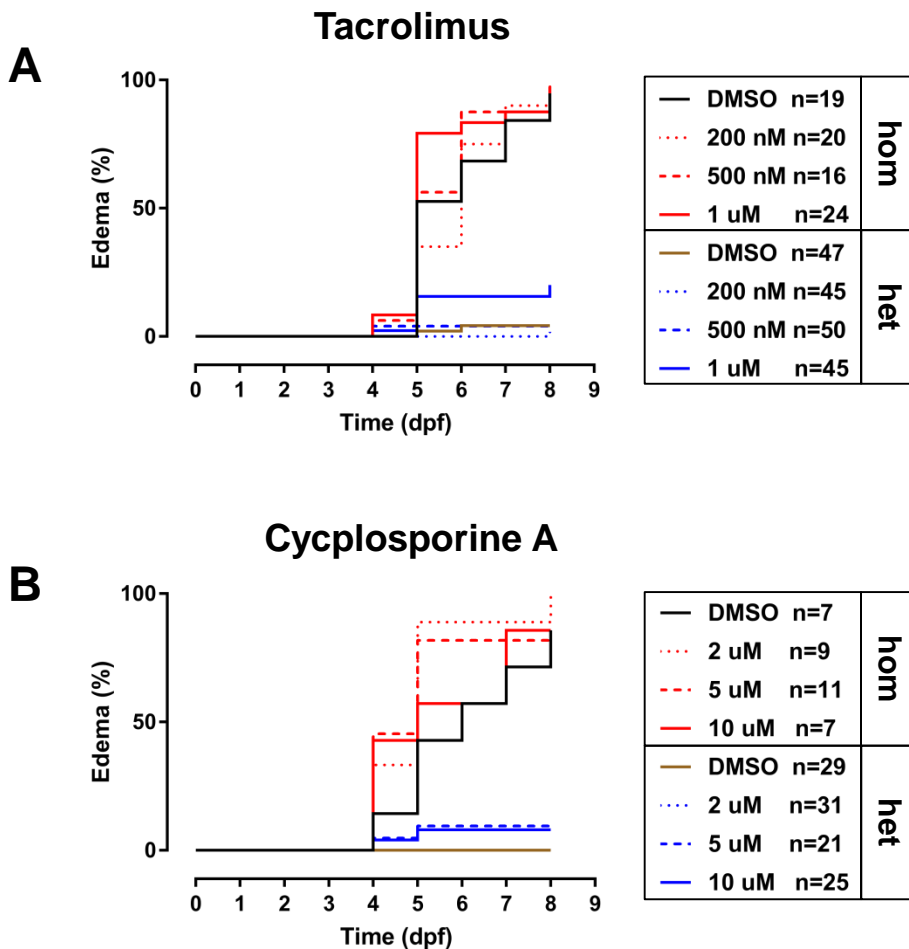 Tacrolimus
A
100
50
0
Edema (%)
0 1 2 3 4 5 6 7 8 9
Time (dpf)
DMSO n=19
200 nM n=20
500 nM n=16
1 uM n=24
hom
DMSO n=47
200 nM n=45
500 nM n=50
1 uM n=45
het
Cycplosporine A
B
100
50
0
Edema (%)
0 1 2 3 4 5 6 7 8 9
Time (dpf)
DMSO n=7
2 uM n=9
5 uM n=11
10 uM n=7
hom
DMSO n=29
2 uM n=31
5 uM n=21
10 uM n=25
het